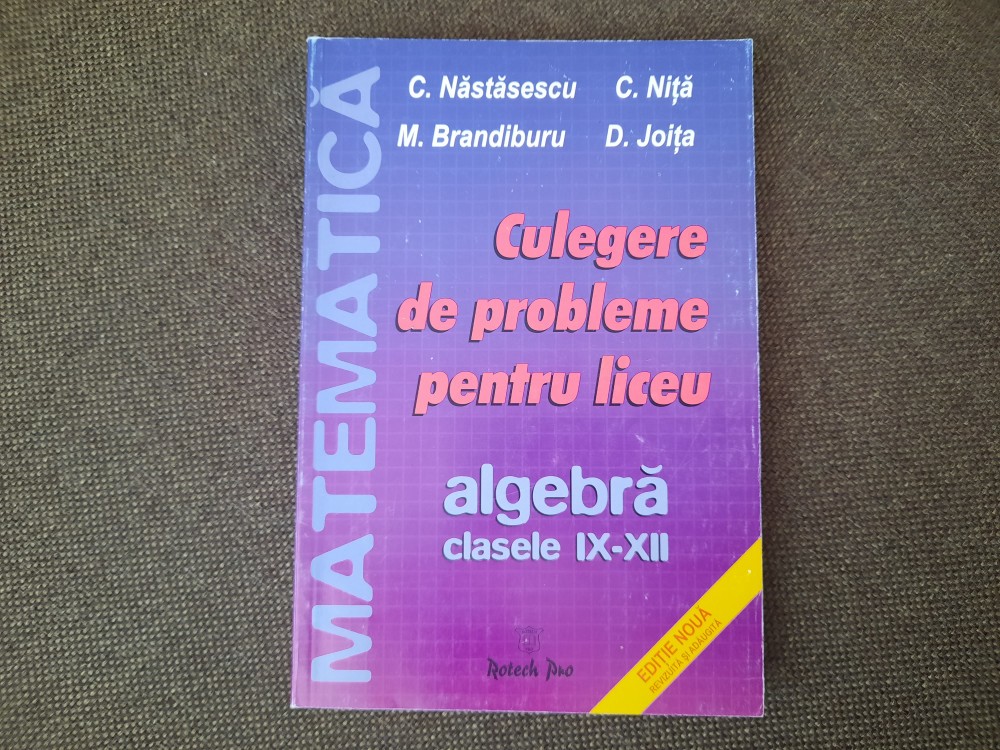 MATEMATICĂ
C. Năstăsescu C. Niță
M. Brandiburu D. Joița
Culegere
de probleme
pentru liceu
algebră
clasele IX-XII
Rotech Pro
EDIȚIE NOUĂ
REVIZUITĂ ȘI ADĂUGITĂ